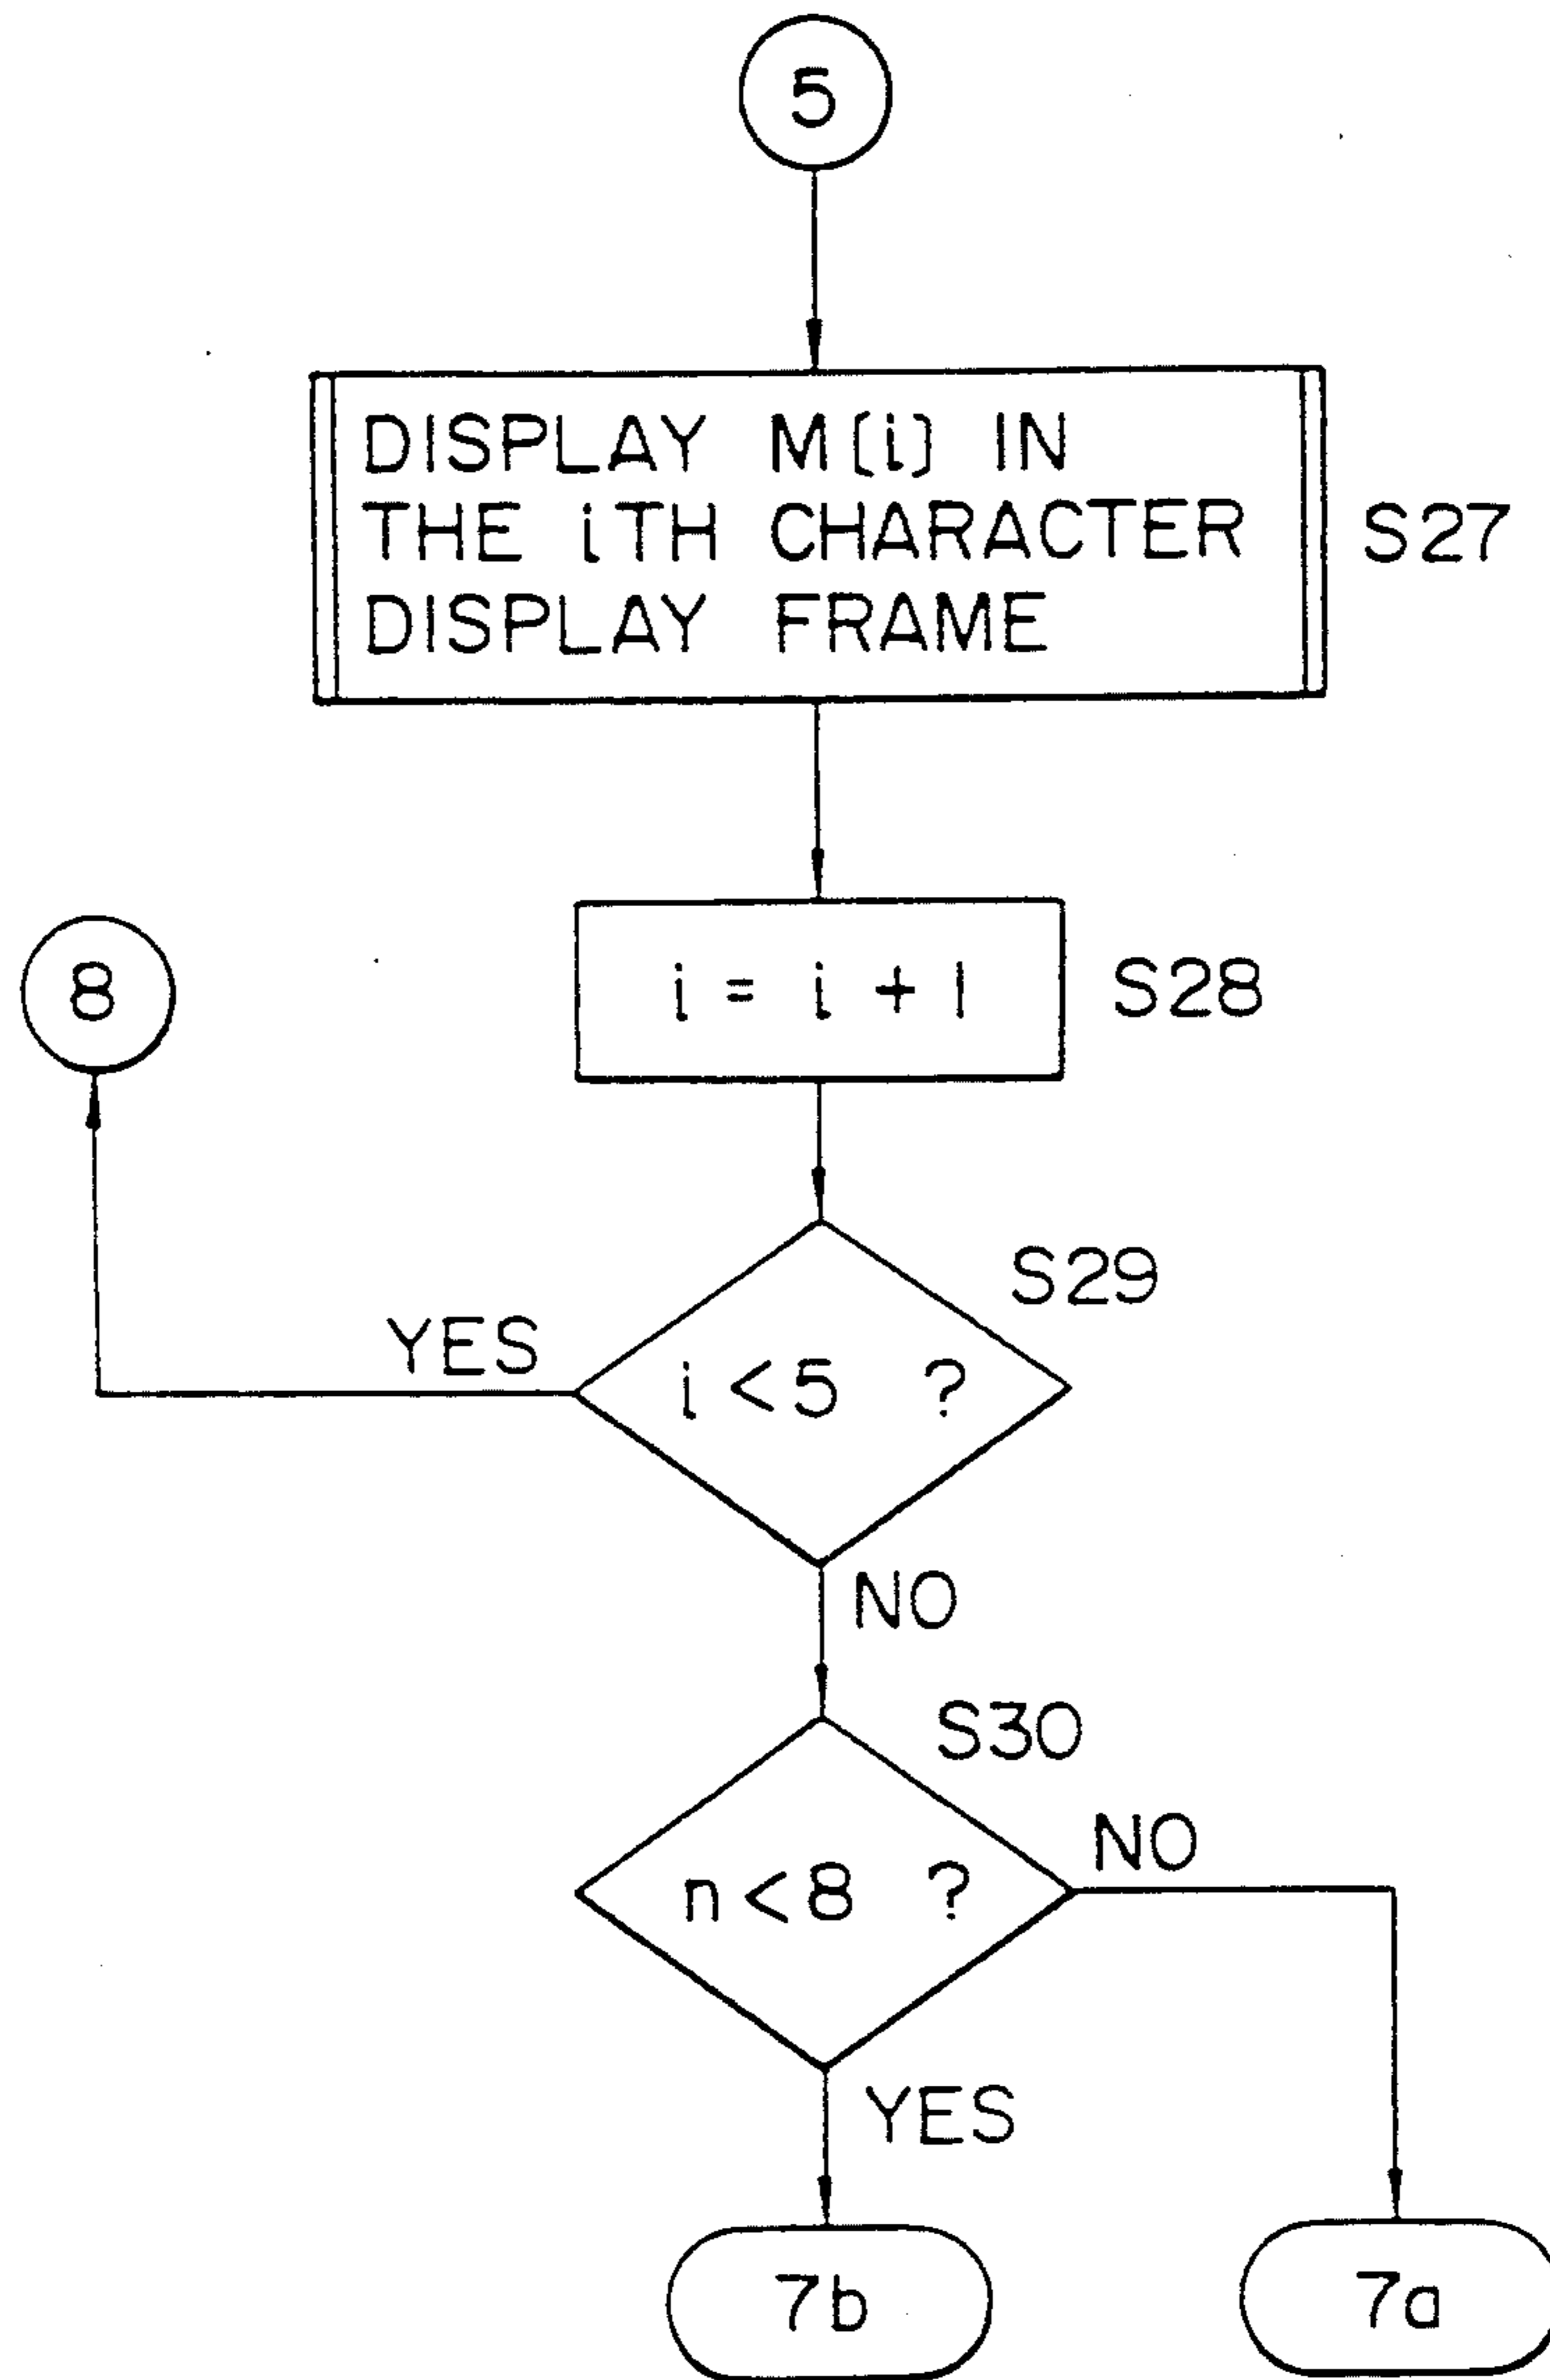 5
DISPLAY M(i) IN
THE iTH CHARACTER
DISPLAY FRAME
S27
8
i = i + 1
S28
S29
YES
i < 5 ?
NO
S30
n < 8 ?
NO
YES
7b
7a